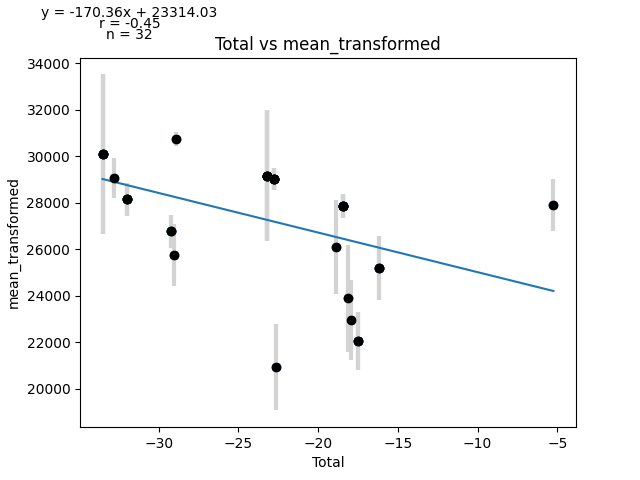 y = -170.36x + 23314.03
r = -0.45
n = 32
Total vs mean_transformed
34000
32000
30000
28000
26000
24000
22000
20000
mean_transformed
−30
−25
−20
−15
−10
−5
Total